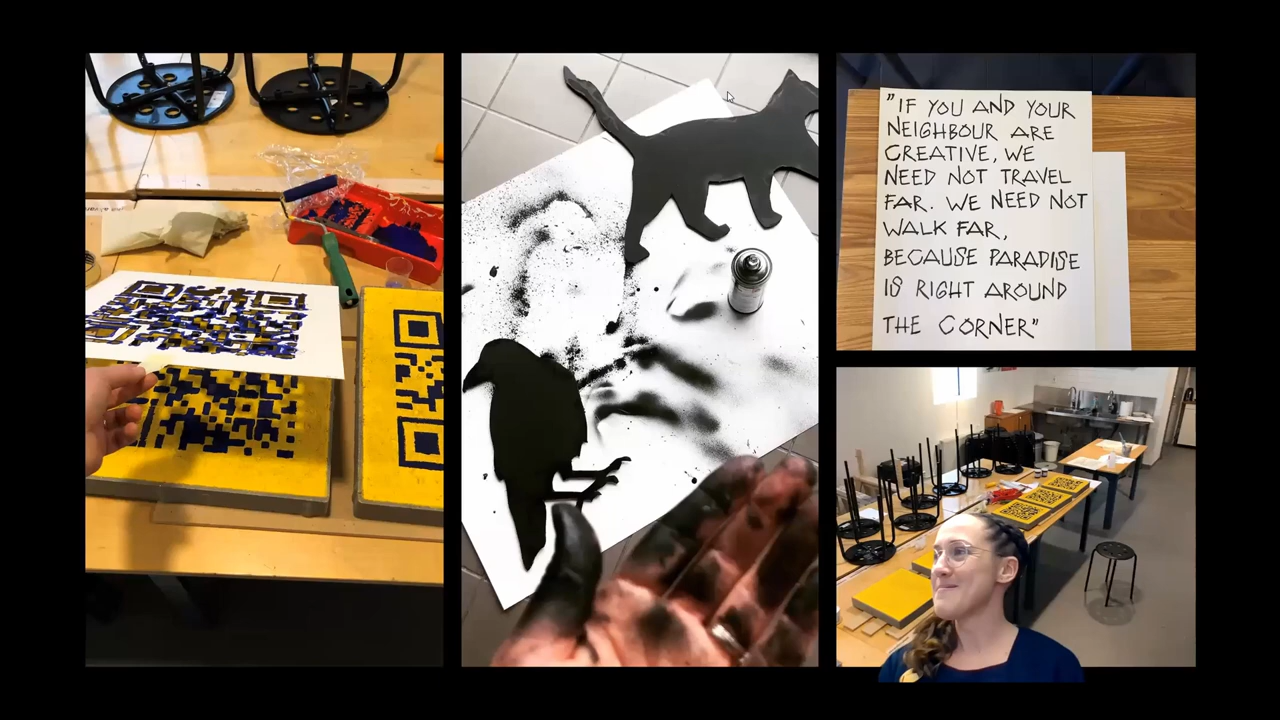 "IF YOU AND YOUR
NEIGHBOUR ARE
CREATIVE, WE
NEED NOT TRAVEL
FAR. WE NEED NOT
WALK FAR,
BECAUSE PARADISE
IS RIGHT AROUND
THE CORNER"